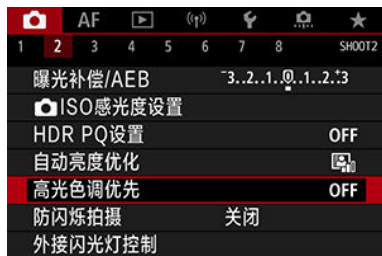 AF
1 2 3 4 5 6 7 8 SHOOT2
曝光补偿/AEB -3..2..1..0..1..2..+3
ISO感光度设置
HDR PQ设置 OFF
自动亮度优化
高光色调优先 OFF
防闪烁拍摄 关闭
外接闪光灯控制